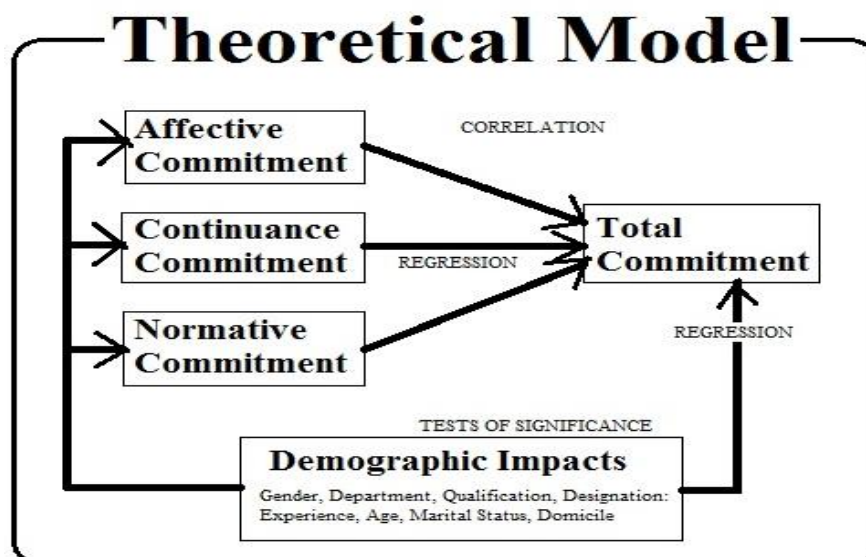 Theoretical Model
Affective
Commitment
CORRELATION
Continuance
Commitment
REGRESSION
Total
Commitment
Normative
Commitment
REGRESSION
TESTS OF SIGNIFICANCE
Demographic Impacts
Gender, Department, Qualification, Designation:
Experience, Age, Marital Status, Domicile